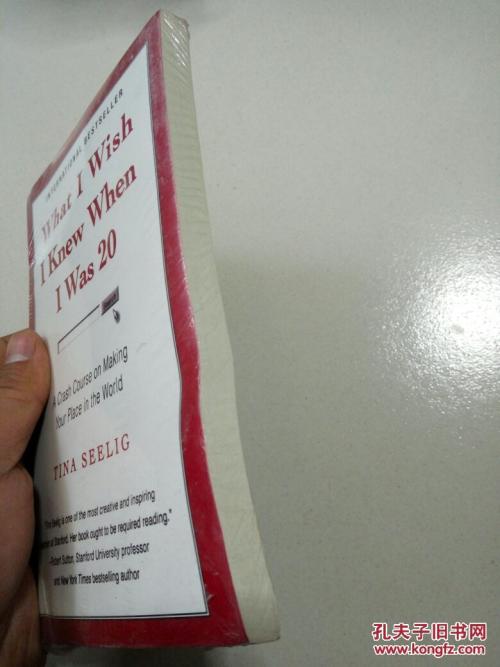 INTERNATIONAL BESTSELLER
What I Wish
I Knew When
I Was 20
A Crash Course on Making
Your Place in the World
TINA SEELIG
"Tina Seelig is one of the most creative and inspiring
at Stanford. Her book ought to be required reading."
—Robert Sutton, Stanford University professor
and New York Times bestselling author
孔夫子旧书网
www.kongfz.com